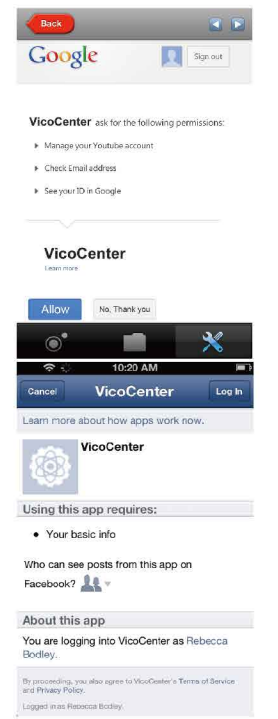 Back
Google
Sign out
VicoCenter ask for the following permissions:
Manage your Youtube account
Check Email address
See your ID in Google
VicoCenter
Learn more
Allow
No, Thank you
10:20 AM
Cancel
VicoCenter
Log In
Learn more about how apps work now.
VicoCenter
Using this app requires:
• Your basic info
Who can see posts from this app on
Facebook?
About this app
You are logging into VicoCenter as Rebecca
Bodley.
By proceeding, you also agree to VicoCenter's Terms of Service
and Privacy Policy.
Logged in as Rebecca Bodley.